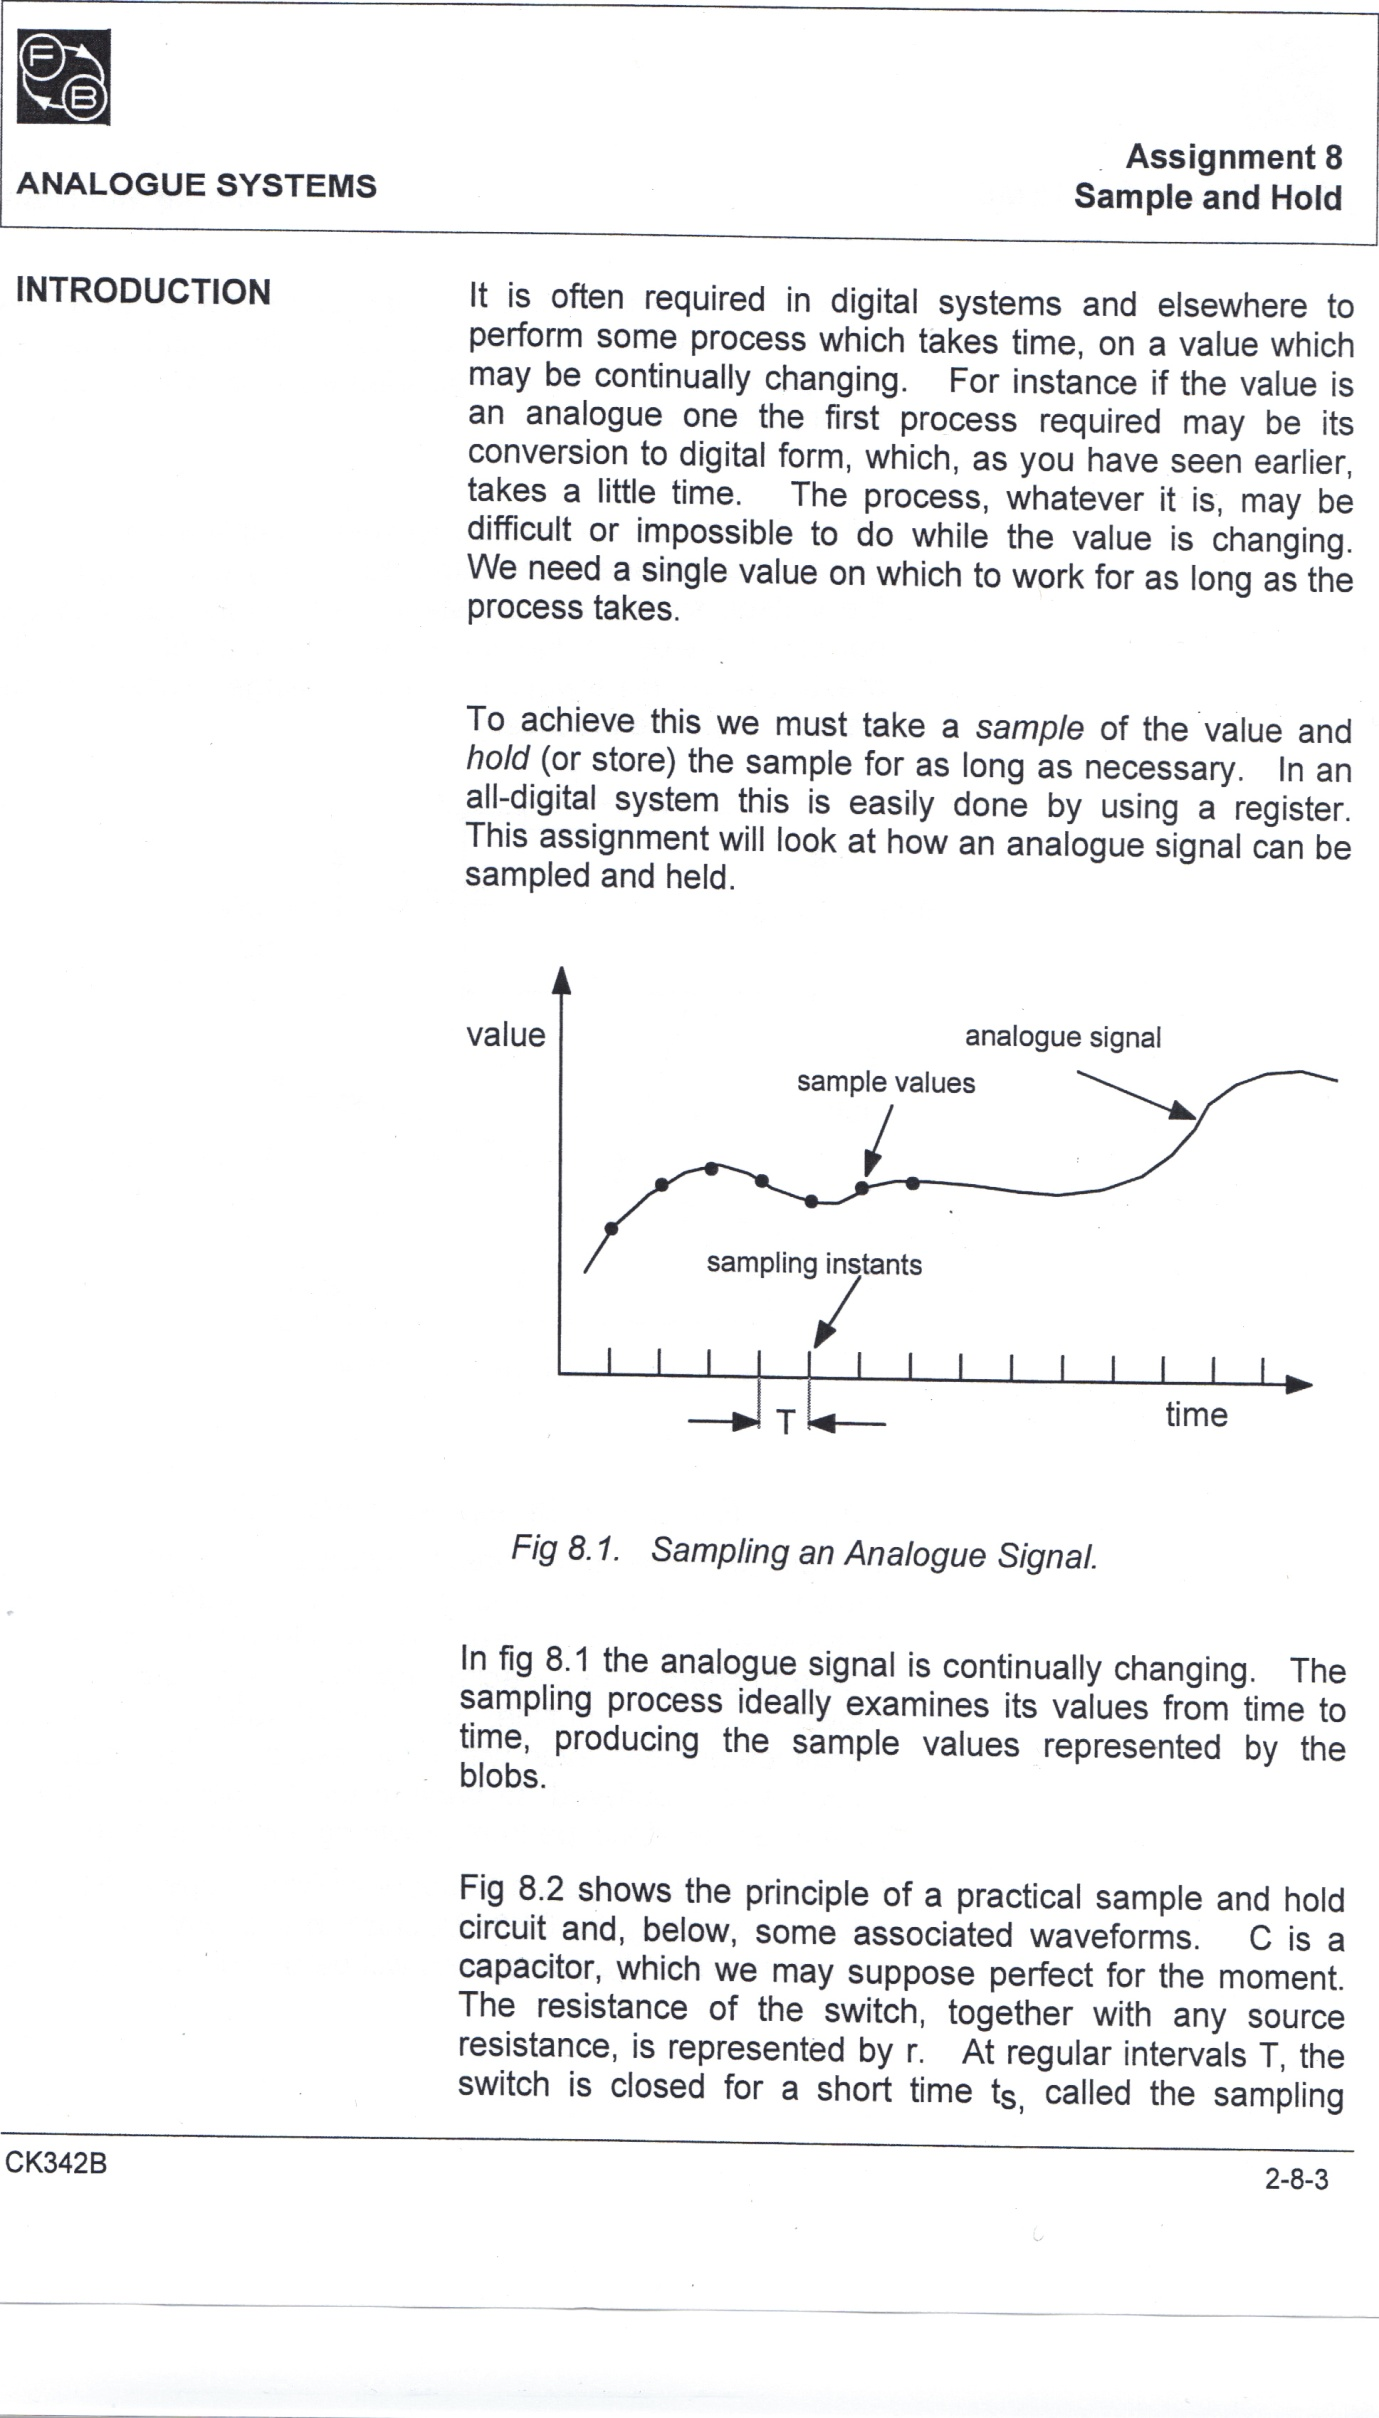 F
B
ANALOGUE SYSTEMS
Assignment 8
Sample and Hold
INTRODUCTION
It is often required in digital systems and elsewhere to
perform some process which takes time, on a value which
may be continually changing. For instance if the value is
an analogue one the first process required may be its
conversion to digital form, which, as you have seen earlier,
takes a little time. The process, whatever it is, may be
difficult or impossible to do while the value is changing.
We need a single value on which to work for as long as the
process takes.
To achieve this we must take a sample of the value and
hold (or store) the sample for as long as necessary. In an
all-digital system this is easily done by using a register.
This assignment will look at how an analogue signal can be
sampled and held.
value
analogue signal
sample values
sampling instants
T
time
Fig 8.1. Sampling an Analogue Signal.
In fig 8.1 the analogue signal is continually changing. The
sampling process ideally examines its values from time to
time, producing the sample values represented by the
blobs.
Fig 8.2 shows the principle of a practical sample and hold
circuit and, below, some associated waveforms. C is a
capacitor, which we may suppose perfect for the moment.
The resistance of the switch, together with any source
resistance, is represented by r. At regular intervals T, the
switch is closed for a short time ts, called the sampling
CK342B
2-8-3